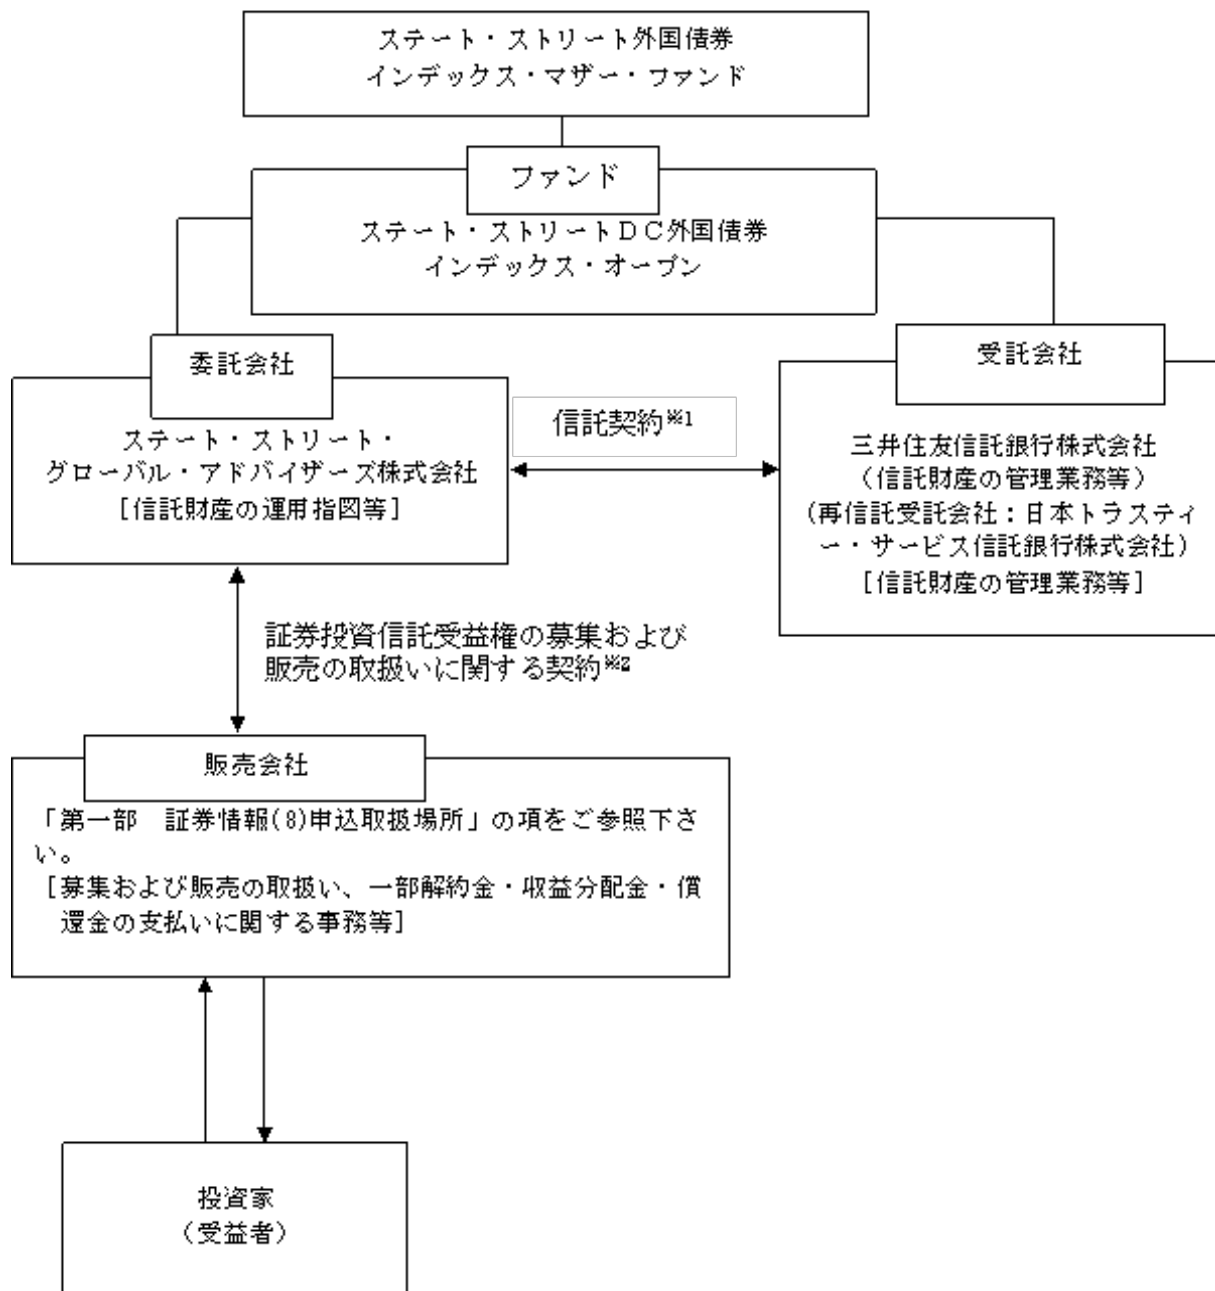 ステート・ストリート外国債券
インデックス・マザー・ファンド
ファンド
ステート・ストリートＤＣ外国債券
インデックス・オープン
委託会社
ステート・ストリート・
グローバル・アドバイザーズ株式会社
[信託財産の運用指図等]
信託契約※1
受託会社
三井住友信託銀行株式会社
（信託財産の管理業務等）
(再信託受託会社：日本トラスティ
ー・サービス信託銀行株式会社)
[信託財産の管理業務等]
証券投資信託受益権の募集および
販売の取扱いに関する契約※2
販売会社
「第一部　証券情報(8)申込取扱場所」の項をご参照下さ
い。
[募集および販売の取扱い、一部解約金・収益分配金・償
還金の支払いに関する事務等]
投資家
（受益者）